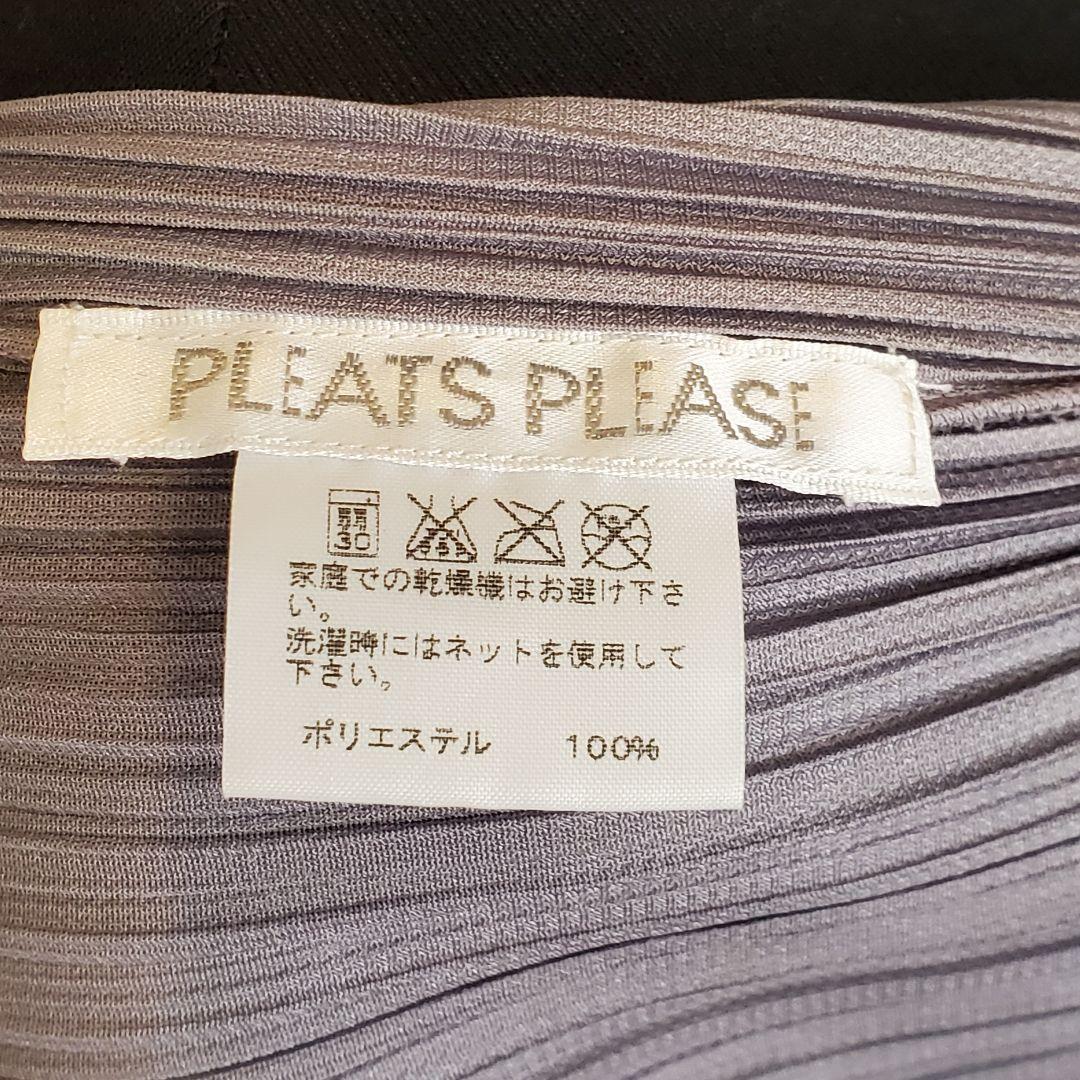 PLEATS PLEASE
弱
30
家庭での乾燥機はお避け下さ
い。
洗濯時にはネットを使用して
下さい。
ポリエステル 100%